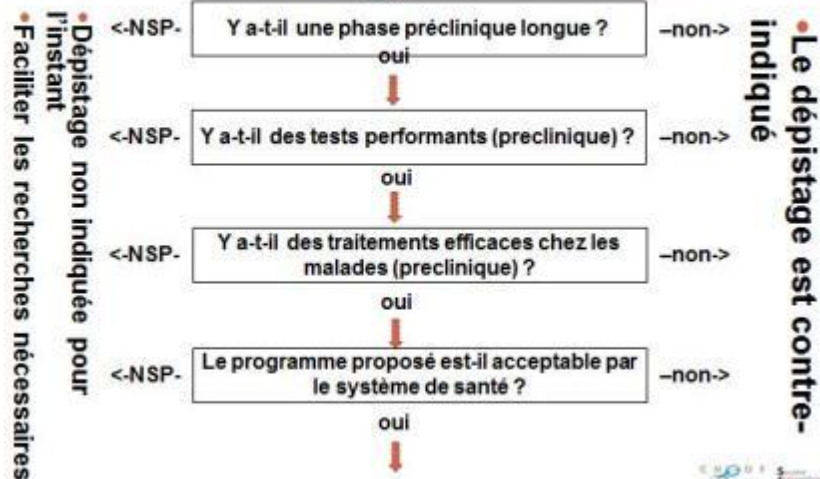 <-NSP- Y a-t-il une phase préclinique longue ? –non->
oui
<-NSP- Y a-t-il des tests performants (preclinique) ? –non->
oui
<-NSP- Y a-t-il des traitements efficaces chez les
malades (preclinique) ? –non->
oui
<-NSP- Le programme proposé est-il acceptable par
le système de santé ? –non->
oui
•Dépistage non indiquée pour
l'instant
•Faciliter les recherches nécessaires
•Le dépistage est contre-
indiqué